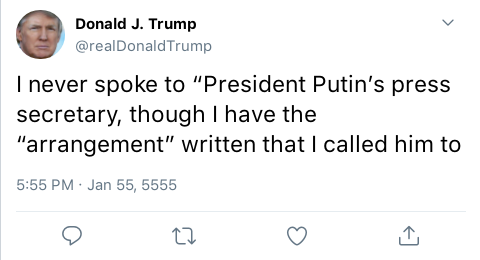 Donald J. Trump
@realDonaldTrump
I never spoke to “President Putin’s press
secretary, though I have the
“arrangement” written that I called him to
5:55 PM · Jan 55, 5555